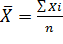 X̅ = ∑Xi / n